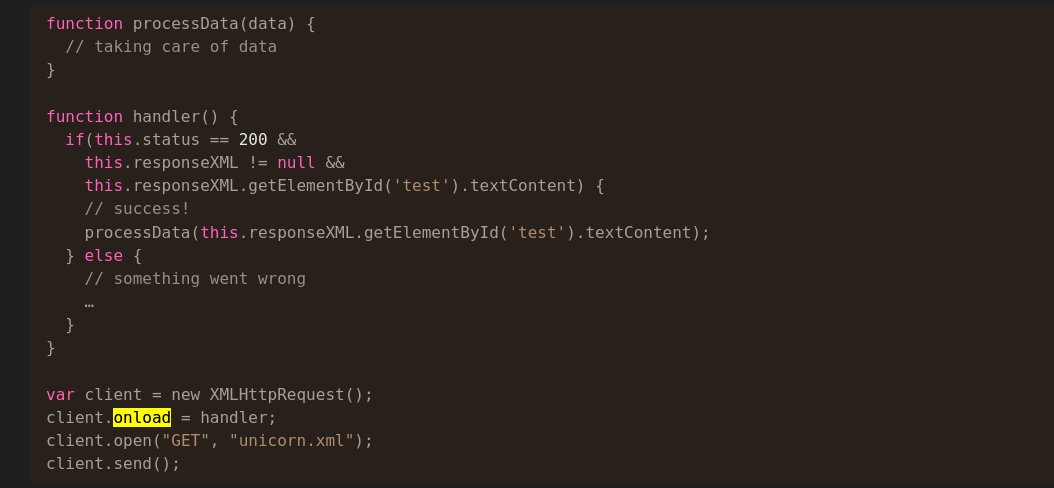 function processData(data) {
  // taking care of data
}

function handler() {
  if(this.status == 200 &&
    this.responseXML != null &&
    this.responseXML.getElementById('test').textContent) {
    // success!
    processData(this.responseXML.getElementById('test').textContent);
  } else {
    // something went wrong
    …
  }
}

var client = new XMLHttpRequest();
client.onload = handler;
client.open("GET", "unicorn.xml");
client.send();